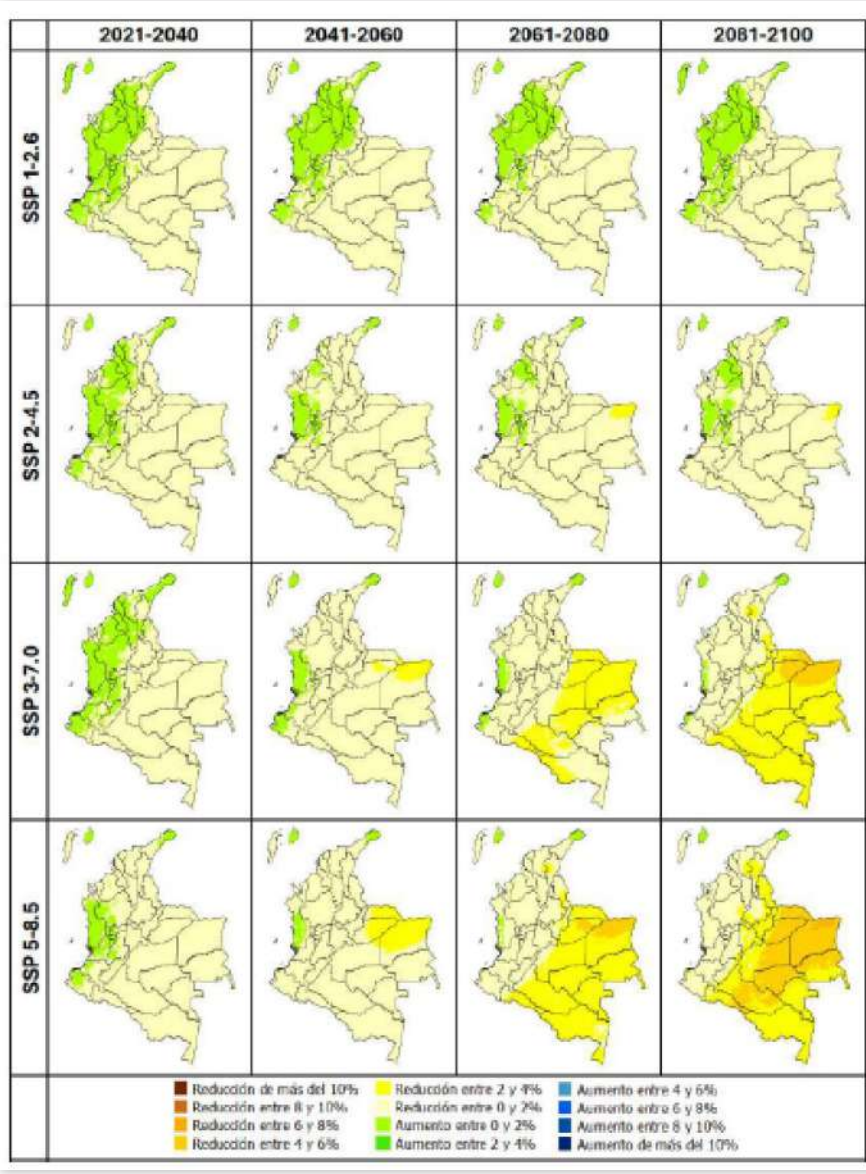 2021-2040 2041-2060 2061-2080 2081-2100
SSP 1-2.6
SSP 2-4.5
SSP 3-7.0
SSP 5-8.5
Reducción de más del 10% Reducción entre 2 y 4% Aumento entre 4 y 6%
Reducción entre 8 y 10% Reducción entre 0 y 2% Aumento entre 6 y 8%
Reducción entre 6 y 8% Aumento entre 0 y 2% Aumento entre 8 y 10%
Reducción entre 4 y 6% Aumento entre 2 y 4% Aumento de más del 10%